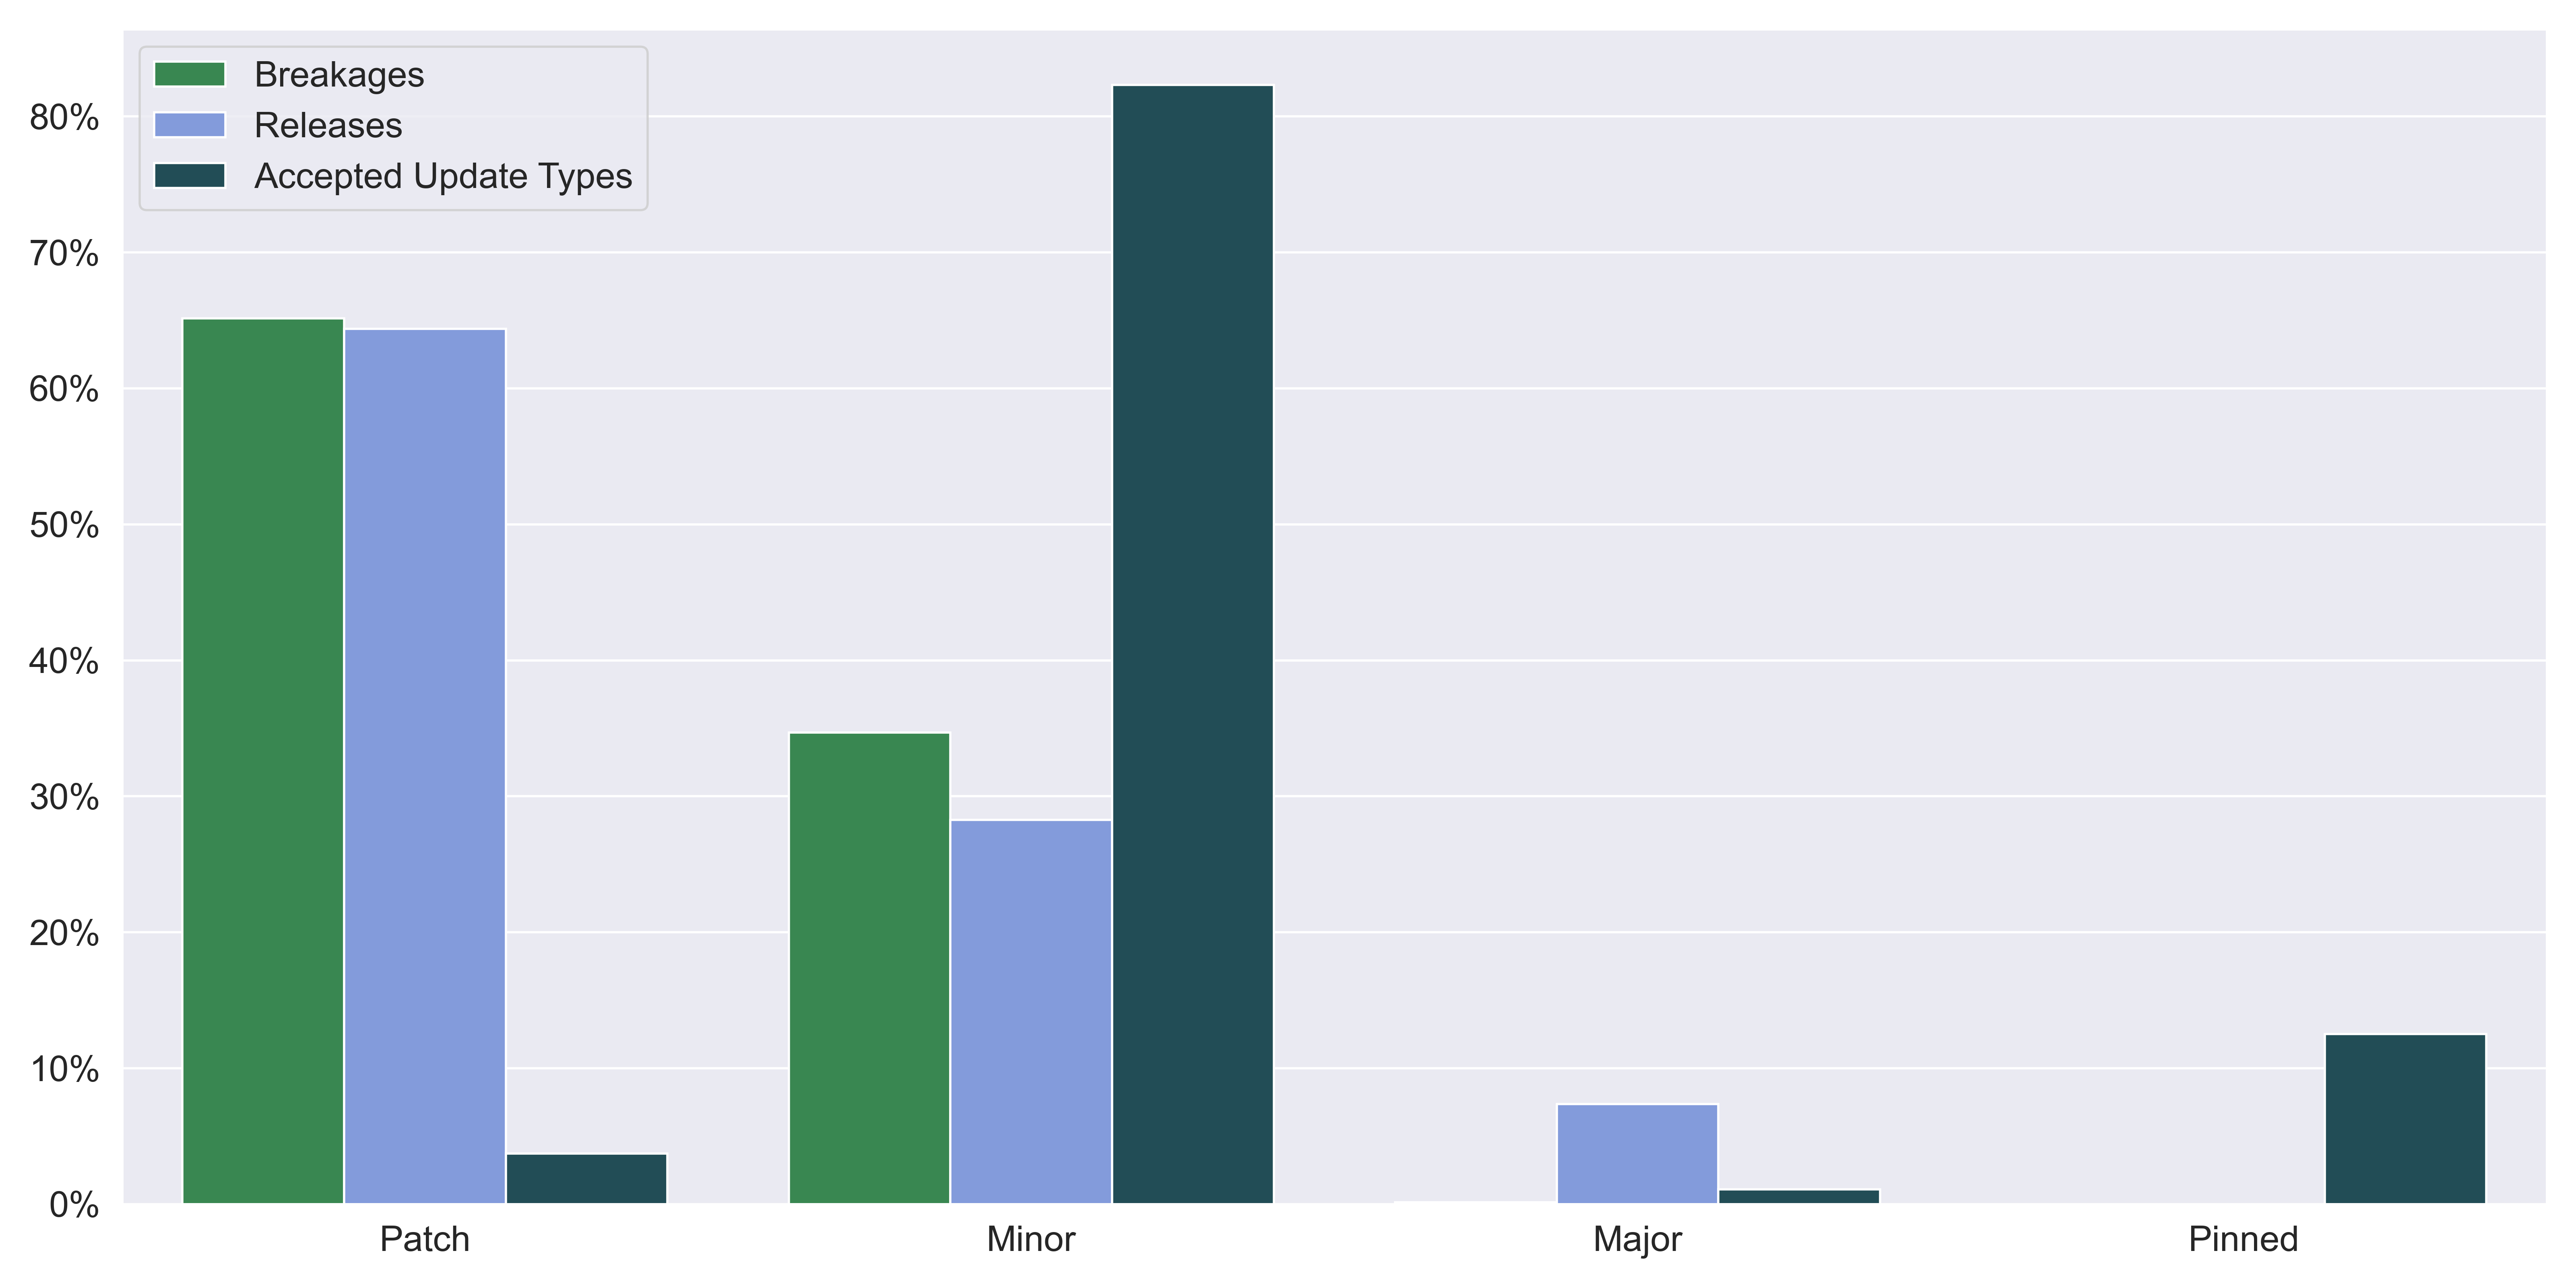 Breakages
Releases
Accepted Update Types
80%
70%
60%
50%
40%
30%
20%
10%
0%
Patch
Minor
Major
Pinned